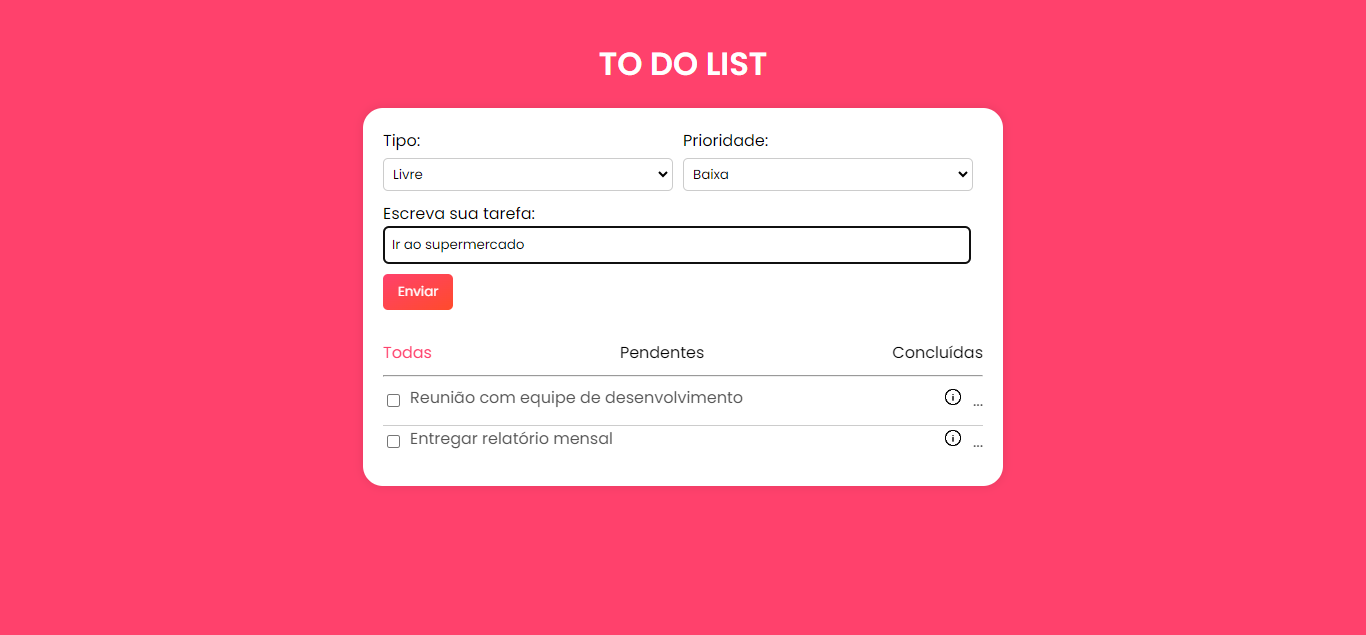 TO DO LIST
Tipo: Prioridade:
Livre Baixa
Escreva sua tarefa:
Ir ao supermercado
Enviar
Todas Pendentes Concluídas
Reunião com equipe de desenvolvimento ...
Entregar relatório mensal ...